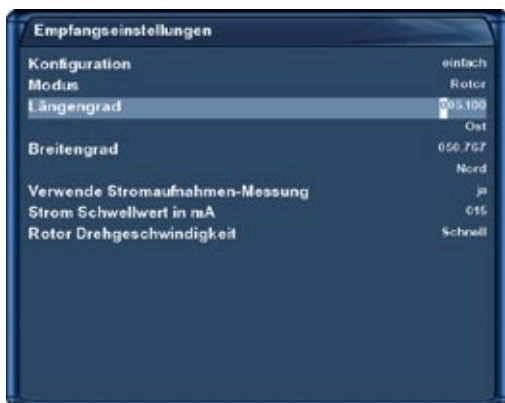 Empfangseinstellungen
Konfiguration einfach
Modus Rotor
Längengrad 005.100
Ost
Breitengrad 050.767
Nord
Verwende Stromaufnahmen-Messung ja
Strom Schwellwert in mA 015
Rotor Drehgeschwindigkeit Schnell